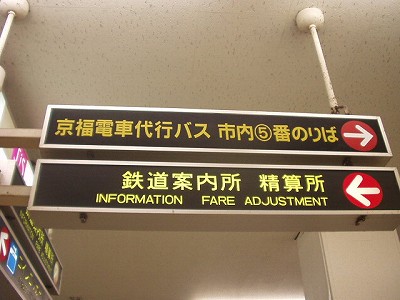 京福電車代行バス 市内⑤番のりば
鉄道案内所 精算所
INFORMATION FARE ADJUSTMENT